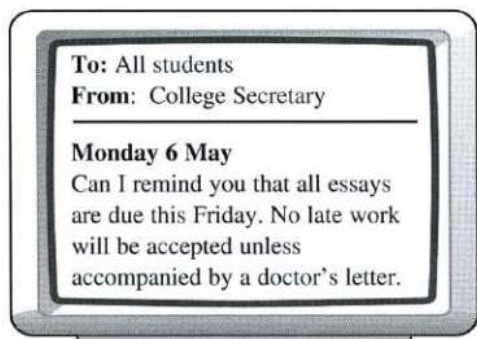 To: All students
From: College Secretary
Monday 6 May
Can I remind you that all essays
are due this Friday. No late work
will be accepted unless
accompanied by a doctor's letter.